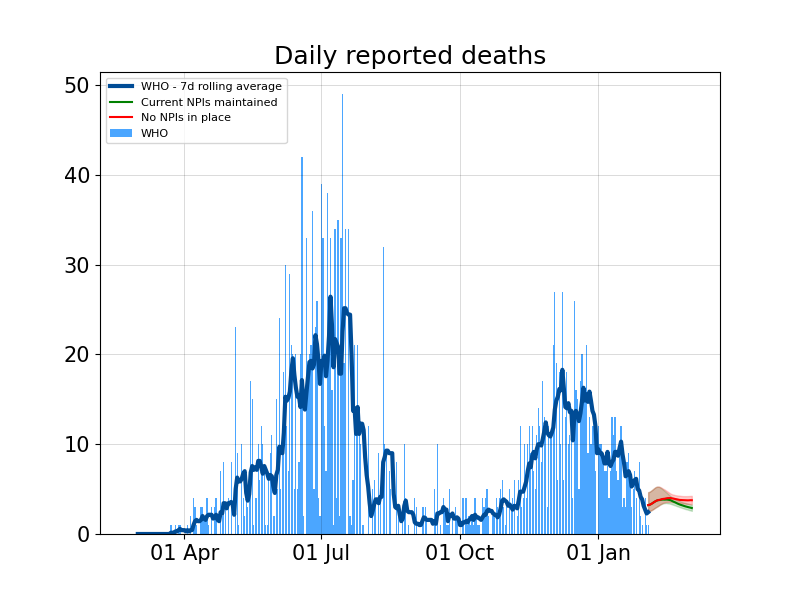 Daily reported deaths
50
40
30
20
10
0
WHO - 7d rolling average
Current NPIs maintained
No NPIs in place
WHO
01 Apr
01 Jul
01 Oct
01 Jan